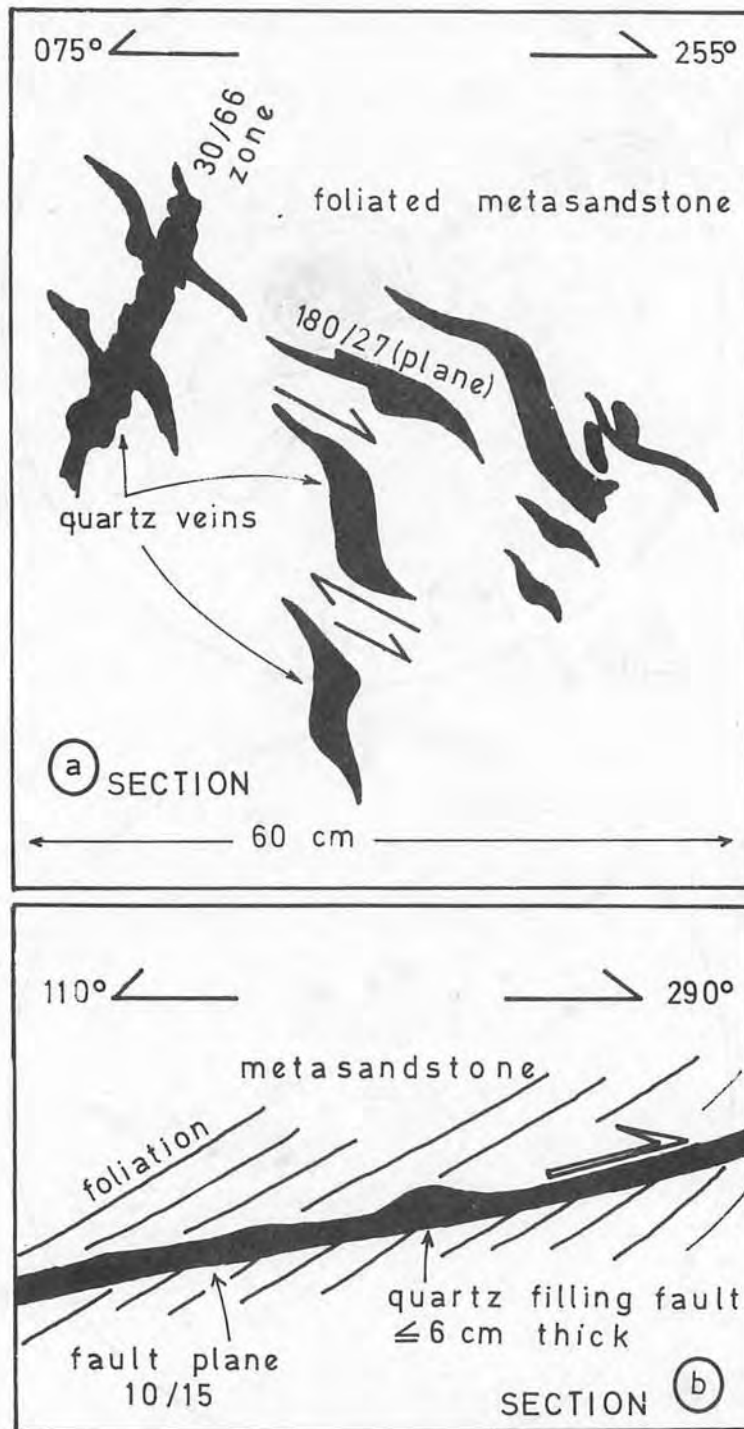 075°
255°
30/66
zone
foliated metasandstone
180/27(plane)
quartz veins
a SECTION
60 cm
110°
290°
metasandstone
foliation
quartz filling fault
≦6 cm thick
fault plane
10/15
SECTION b